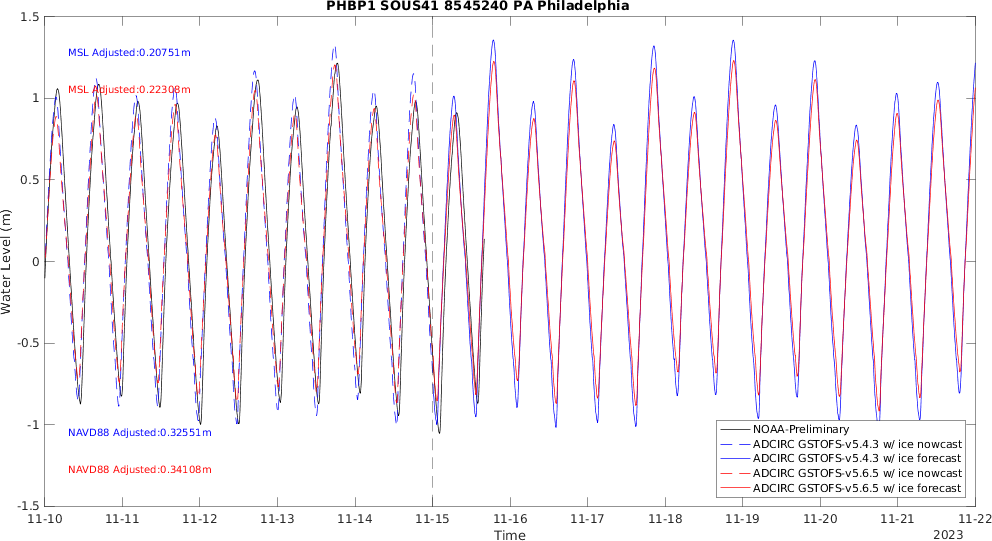 PHBP1 SOUS41 8545240 PA Philadelphia
MSL Adjusted:0.20751m
MSL Adjusted:0.22308m
NAVD88 Adjusted:0.32551m
NAVD88 Adjusted:0.34108m
Water Level (m)
1.5
1
0.5
0
-0.5
-1
-1.5
NOAA-Preliminary
ADCIRC GSTOFS-v5.4.3 w/ ice nowcast
ADCIRC GSTOFS-v5.4.3 w/ ice forecast
ADCIRC GSTOFS-v5.6.5 w/ ice nowcast
ADCIRC GSTOFS-v5.6.5 w/ ice forecast
11-10 11-11 11-12 11-13 11-14 11-15 11-16 11-17 11-18 11-19 11-20 11-21 11-22
Time
2023